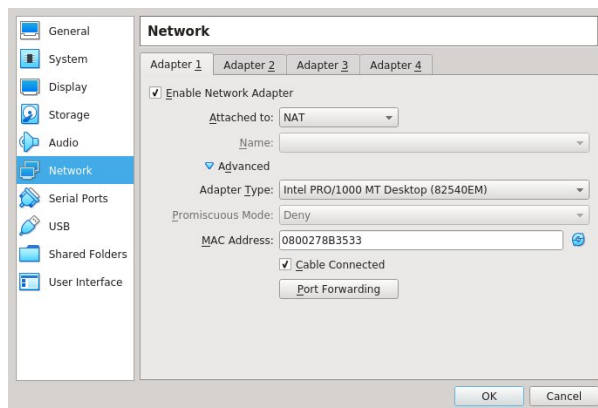 General
System
Display
Storage
Audio
Network
Serial Ports
USB
Shared Folders
User Interface
Network
Adapter 1 Adapter 2 Adapter 3 Adapter 4
Enable Network Adapter
Attached to: NAT
Name:
Advanced
Adapter Type: Intel PRO/1000 MT Desktop (82540EM)
Promiscuous Mode: Deny
MAC Address: 0800278B3533
Cable Connected
Port Forwarding
OK Cancel